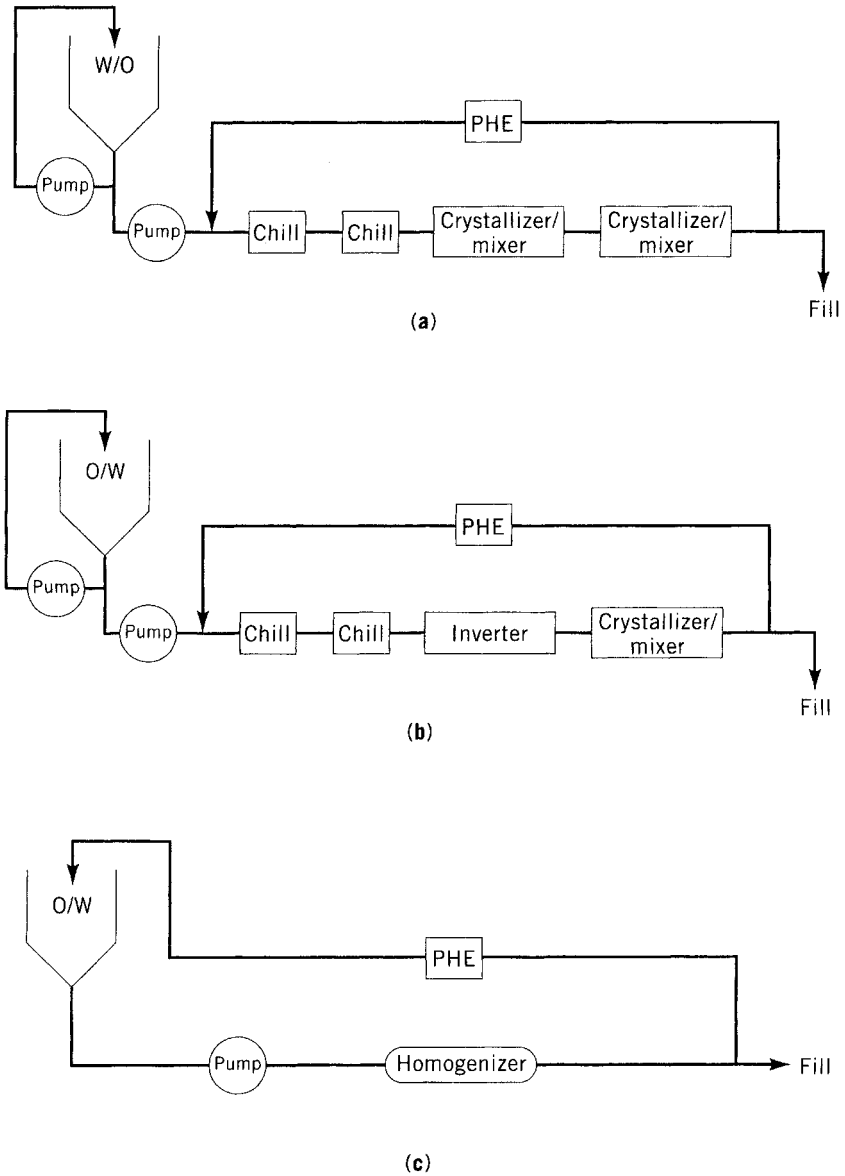 W/O
PHE
Pump
Pump
Chill
Chill
Crystallizer/
mixer
Crystallizer/
mixer
Fill
(a)
O/W
PHE
Pump
Pump
Chill
Chill
Inverter
Crystallizer/
mixer
Fill
(b)
O/W
PHE
Pump
Homogenizer
Fill
(c)